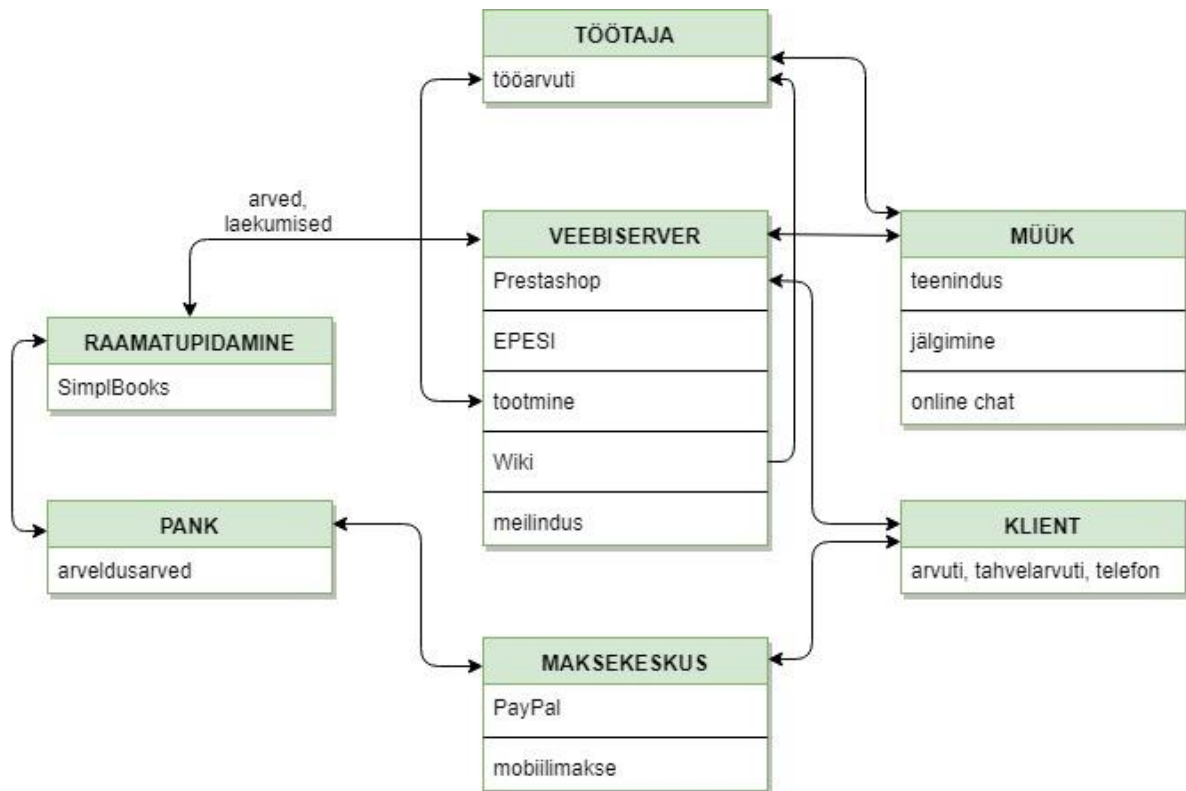 TÖÖTAJA
tööarvuti
arved,
laekumised
VEEBISERVER
Prestashop
EPESI
tootmine
Wiki
meilindus
MÜÜK
teenindus
jälgimine
online chat
RAAMATUPIDAMINE
SimplBooks
PANK
arveldusarved
KLIENT
arvuti, tahvelarvuti, telefon
MAKSEKESKUS
PayPal
mobiilimakse